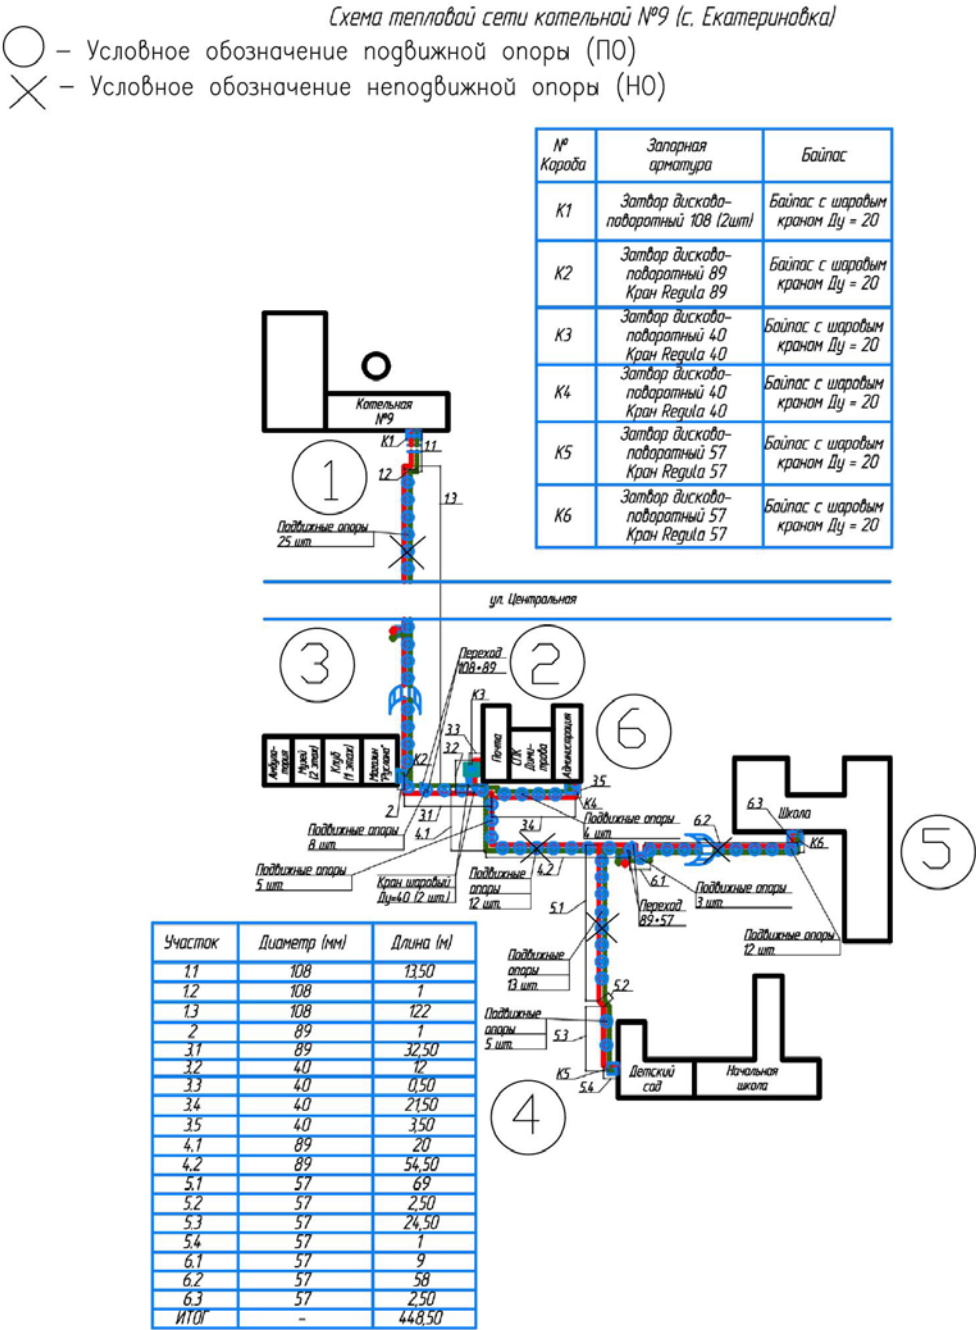 Схема тепловой сети котельной №9 (с. Екатериновка)
– Условное обозначение подвижной опоры (ПО)
– Условное обозначение неподвижной опоры (НО)
№ Короба
Запорная арматура
Байпас
К1
Затвор дисково-
поворотный 108 (2шт)
Байпас с шаровым
краном Ду = 20
К2
Затвор дисково-
поворотный 89
Кран Regula 89
Байпас с шаровым
краном Ду = 20
К3
Затвор дисково-
поворотный 40
Кран Regula 40
Байпас с шаровым
краном Ду = 20
К4
Затвор дисково-
поворотный 40
Кран Regula 40
Байпас с шаровым
краном Ду = 20
К5
Затвор дисково-
поворотный 57
Кран Regula 57
Байпас с шаровым
краном Ду = 20
К6
Затвор дисково-
поворотный 57
Кран Regula 57
Байпас с шаровым
краном Ду = 20
Котельная
№9
К1
1.1
1
1.2
1.3
Подвижные опоры
25 шт.
ул. Центральная
3
Переход
108*89
2
К3
6
3.3
3.2
Почта
СПК
Дими-
трова
Администрация
Амбула-
тория
Музей
(2 этаж)
Клуб
(1 этаж)
Магазин
"Руслана"
К2
2
3.1
4.1
3.5
К4
3.4
Подвижные опоры
4 шт.
6.2
6.3
Школа
К6
5
Подвижные опоры
8 шт.
Подвижные опоры
5 шт.
Кран шаровый
Ду=40 (2 шт.)
Подвижные
опоры
12 шт.
4.2
5.1
6.1
Подвижные опоры
3 шт.
Переход
89*57
Подвижные опоры
12 шт.
Подвижные
опоры
13 шт.
5.2
Подвижные
опоры
5 шт.
5.3
К5
5.4
Детский
сад
Начальная
школа
4
Участок
Диаметр (мм)
Длина (м)
1.1 108 13,50
1.2 108 1
1.3 108 122
2 89 1
3.1 89 32,50
3.2 40 12
3.3 40 0,50
3.4 40 21,50
3.5 40 3,50
4.1 89 20
4.2 89 54,50
5.1 57 69
5.2 57 2,50
5.3 57 24,50
5.4 57 1
6.1 57 9
6.2 57 58
6.3 57 2,50
ИТОГ – 448,50